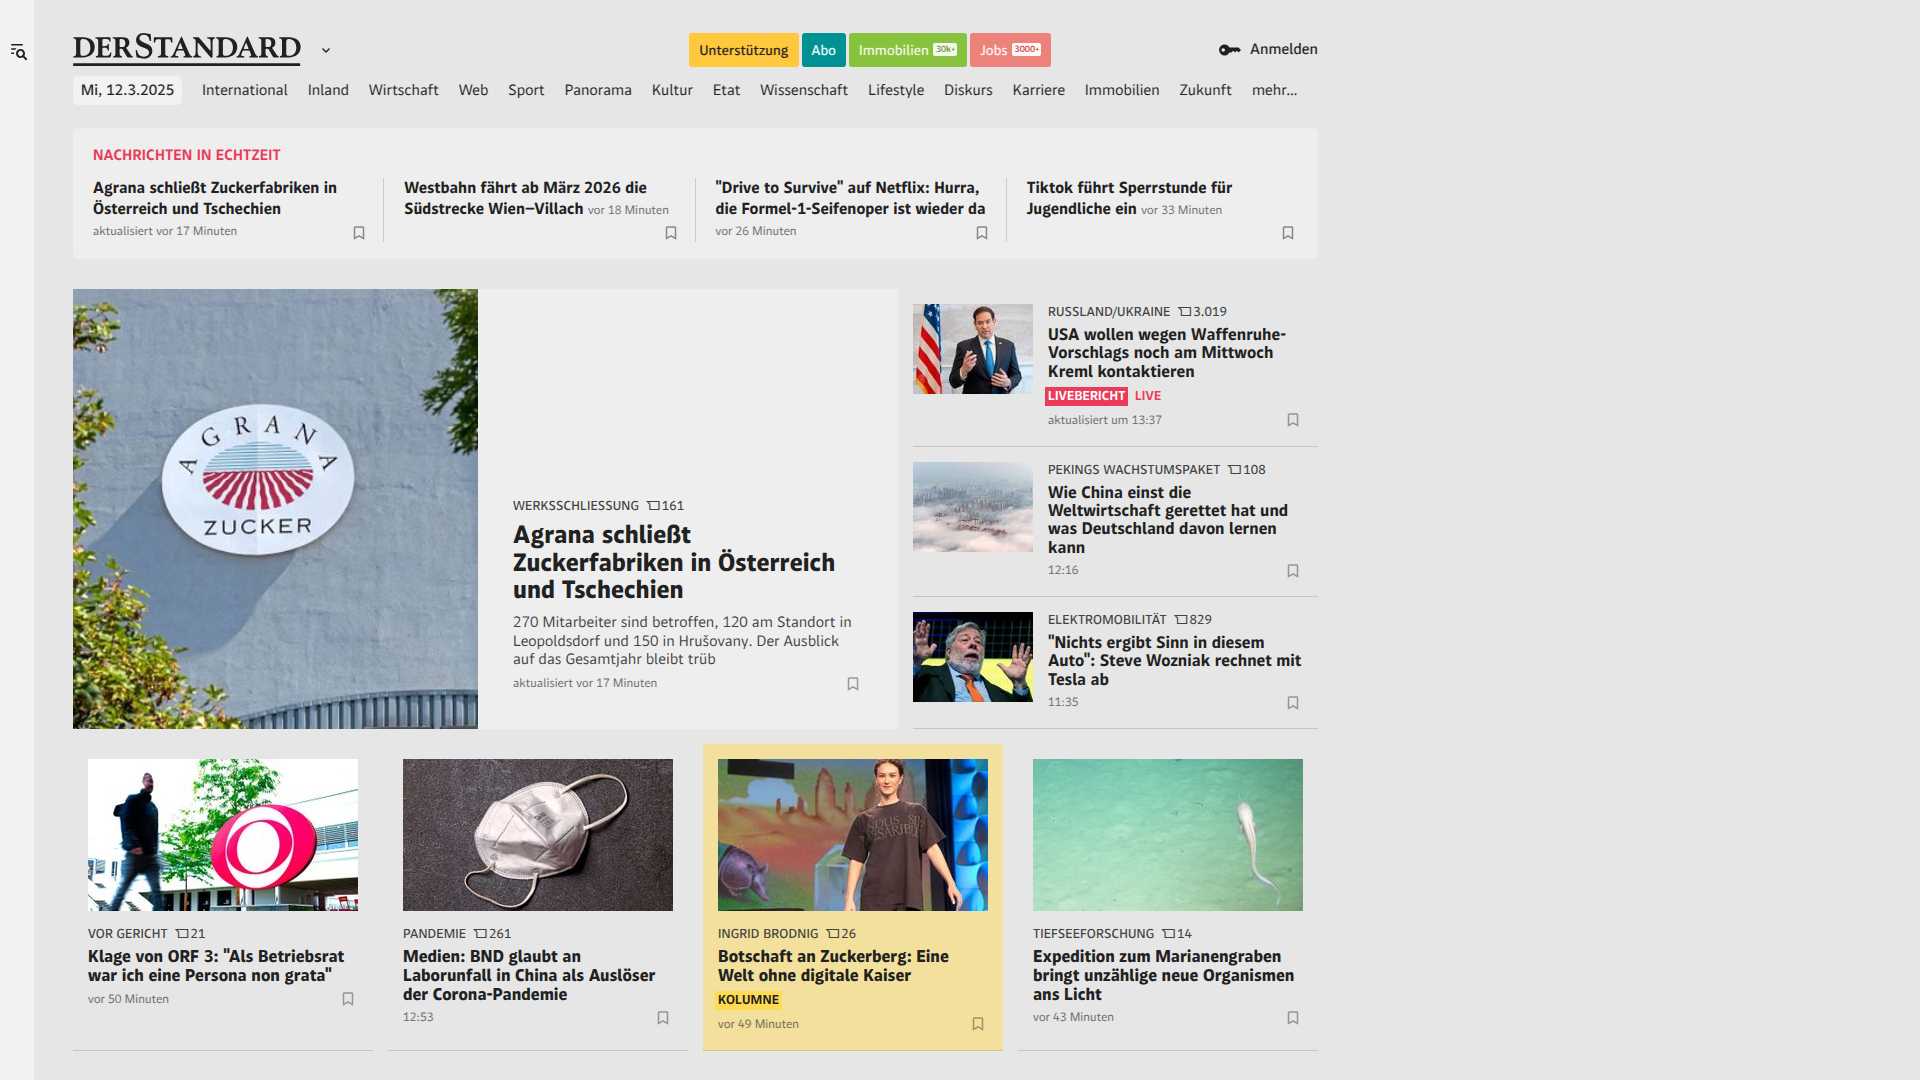 DERSTANDARD
Unterstützung
Abo
Immobilien 30k+
Jobs 3000+
Anmelden
Mi, 12.3.2025
International
Inland
Wirtschaft
Web
Sport
Panorama
Kultur
Etat
Wissenschaft
Lifestyle
Diskurs
Karriere
Immobilien
Zukunft
mehr...
NACHRICHTEN IN ECHTZEIT
Agrana schließt Zuckerfabriken in
Österreich und Tschechien
aktualisiert vor 17 Minuten
Westbahn fährt ab März 2026 die
Südstrecke Wien–Villach vor 18 Minuten
"Drive to Survive" auf Netflix: Hurra,
die Formel-1-Seifenoper ist wieder da
vor 26 Minuten
Tiktok führt Sperrstunde für
Jugendliche ein vor 33 Minuten
AGRANA
ZUCKER
WERKSSCHLIESSUNG 161
Agrana schließt
Zuckerfabriken in Österreich
und Tschechien
270 Mitarbeiter sind betroffen, 120 am Standort in
Leopoldsdorf und 150 in Hrušovany. Der Ausblick
auf das Gesamtjahr bleibt trüb
aktualisiert vor 17 Minuten
RUSSLAND/UKRAINE 3.019
USA wollen wegen Waffenruhe-
Vorschlags noch am Mittwoch
Kreml kontaktieren
LIVEBERICHT LIVE
aktualisiert um 13:37
PEKINGS WACHSTUMSPAKET 108
Wie China einst die
Weltwirtschaft gerettet hat und
was Deutschland davon lernen
kann
12:16
ELEKTROMOBILITÄT 829
"Nichts ergibt Sinn in diesem
Auto": Steve Wozniak rechnet mit
Tesla ab
11:35
VOR GERICHT 21
Klage von ORF 3: "Als Betriebsrat
war ich eine Persona non grata"
vor 50 Minuten
PANDEMIE 261
Medien: BND glaubt an
Laborunfall in China als Auslöser
der Corona-Pandemie
12:53
INGRID BRODNIG 26
Botschaft an Zuckerberg: Eine
Welt ohne digitale Kaiser
KOLUMNE
vor 49 Minuten
TIEFSEEFORSCHUNG 14
Expedition zum Marianengraben
bringt unzählige neue Organismen
ans Licht
vor 43 Minuten